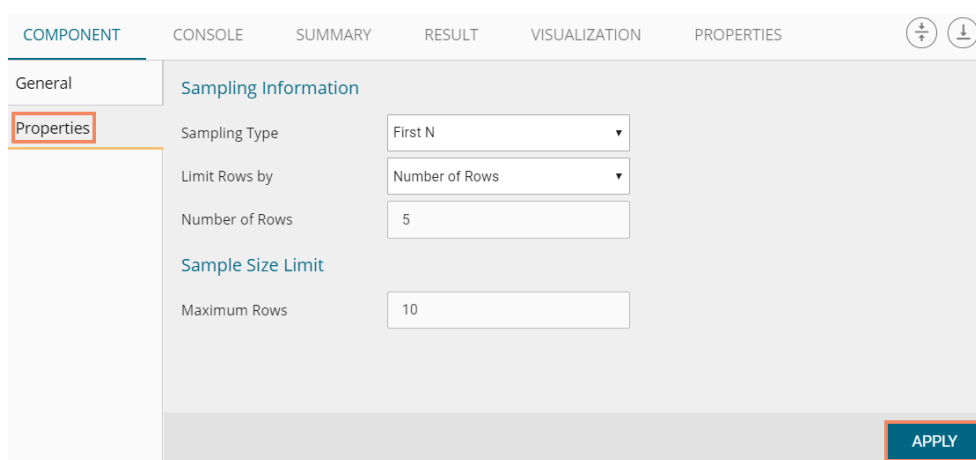 COMPONENT CONSOLE SUMMARY RESULT VISUALIZATION PROPERTIES
General
Properties
Sampling Information
Sampling Type First N
Limit Rows by Number of Rows
Number of Rows 5
Sample Size Limit
Maximum Rows 10
APPLY